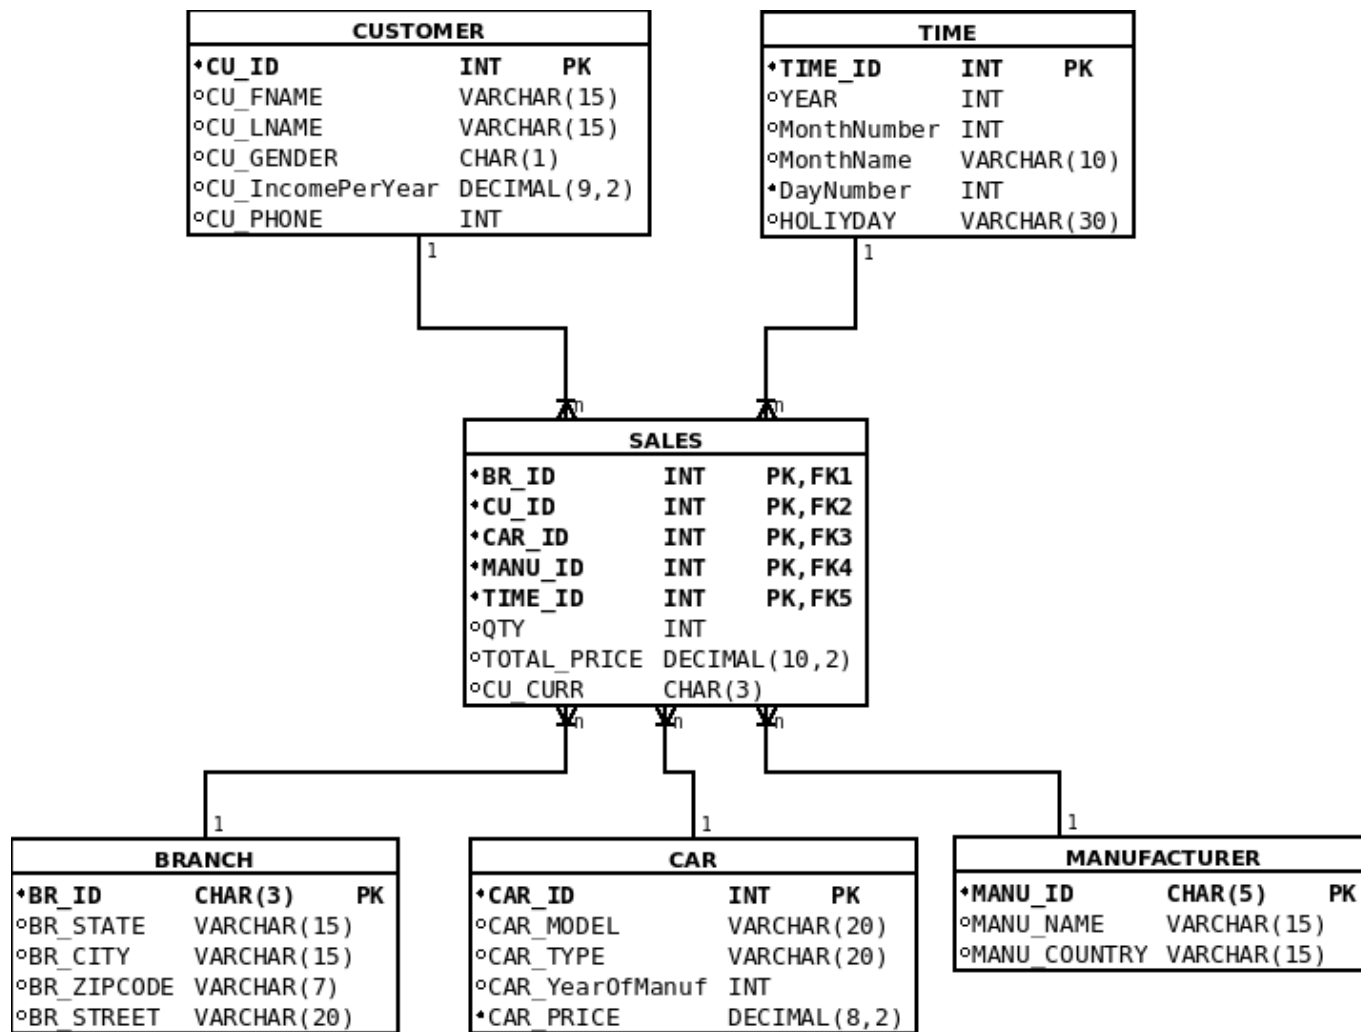 CUSTOMER
CU_ID INT PK
CU_FNAME VARCHAR(15)
CU_LNAME VARCHAR(15)
CU_GENDER CHAR(1)
CU_IncomePerYear DECIMAL(9,2)
CU_PHONE INT
1
TIME
TIME_ID INT PK
YEAR INT
MonthNumber INT
MonthName VARCHAR(10)
DayNumber INT
HOLIYDAY VARCHAR(30)
1
n
n
SALES
BR_ID INT PK,FK1
CU_ID INT PK,FK2
CAR_ID INT PK,FK3
MANU_ID INT PK,FK4
TIME_ID INT PK,FK5
QTY INT
TOTAL_PRICE DECIMAL(10,2)
CU_CURR CHAR(3)
n
n
n
1
BRANCH
BR_ID CHAR(3) PK
BR_STATE VARCHAR(15)
BR_CITY VARCHAR(15)
BR_ZIPCODE VARCHAR(7)
BR_STREET VARCHAR(20)
1
CAR
CAR_ID INT PK
CAR_MODEL VARCHAR(20)
CAR_TYPE VARCHAR(20)
CAR_YearOfManuf INT
CAR_PRICE DECIMAL(8,2)
1
MANUFACTURER
MANU_ID CHAR(5) PK
MANU_NAME VARCHAR(15)
MANU_COUNTRY VARCHAR(15)